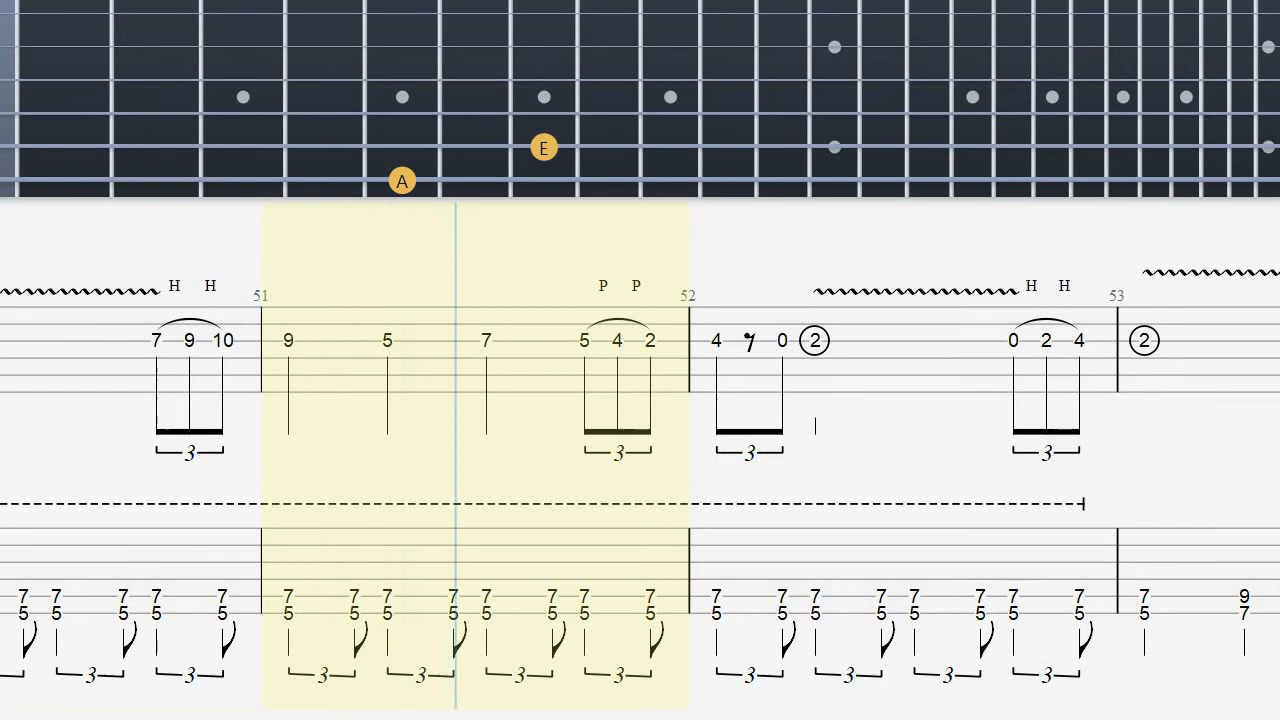 E
A
H H P P H H
51 52 53
7 9 10 9 5 7 5 4 2 4 0 2 0 2 4 2
3 3 3 3
7 7 7 7 7 7 7 7 7 7 7 7 7 7 7 7 7 7 7 7 7 7 9
5 5 5 5 5 5 5 5 5 5 5 5 5 5 5 5 5 5 5 5 5 5 7
3 3 3 3 3 3 3 3 3 3